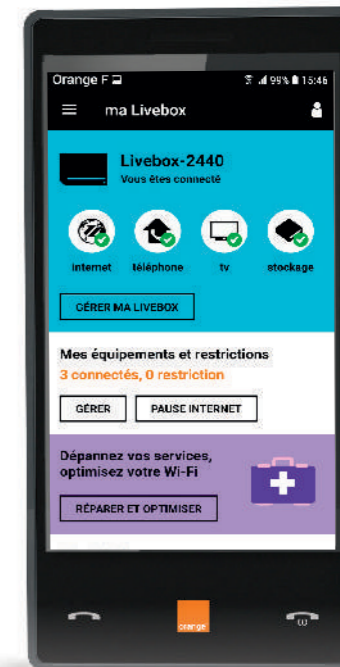 Orange F 99% 15:46
ma Livebox
Livebox-2440
Vous êtes connecté
internet téléphone tv stockage
GÉRER MA LIVEBOX
Mes équipements et restrictions
3 connectés, 0 restriction
GÉRER PAUSE INTERNET
Dépannez vos services,
optimisez votre Wi-Fi
RÉPARER ET OPTIMISER
orange